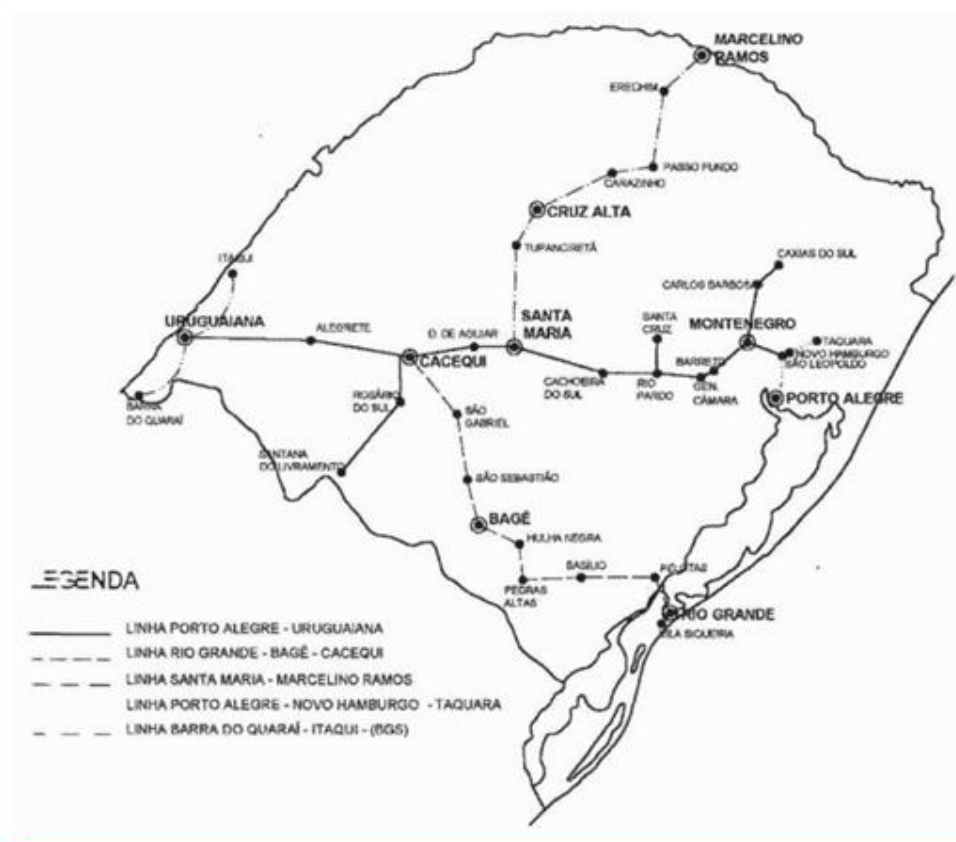 MARCELINO
RAMOS
ERECHIM
PASSO FUNDO
CARAZINHO
CRUZ ALTA
TUPANCIRETÃ
ITAQUI
CAXIAS DO SUL
CARLOS BARBOSA
URUGUAIANA
ALEGRETE
D. DE AGUIAR
SANTA
MARIA
SANTA
CRUZ
MONTENEGRO
TAQUARA
NOVO HAMBURGO
SÃO LEOPOLDO
CACEQUI
BARRETO
CACHOEIRA
DO SUL
RIO
PARDO
GEN.
CÂMARA
PORTO ALEGRE
BARRA
DO QUARAÍ
ROSÁRIO
DO SUL
SÃO
GABRIEL
SANTANA
DO LIVRAMENTO
SÃO SEBASTIÃO
BAGÉ
HULHA NEGRA
PEDRAS
ALTAS
BASÍLIO
PELOTAS
RIO GRANDE
VILA SIQUEIRA
LEGENDA
LINHA PORTO ALEGRE - URUGUAIANA
LINHA RIO GRANDE - BAGÉ - CACEQUI
LINHA SANTA MARIA - MARCELINO RAMOS
LINHA PORTO ALEGRE - NOVO HAMBURGO - TAQUARA
LINHA BARRA DO QUARAÍ - ITAQUI - (BGS)